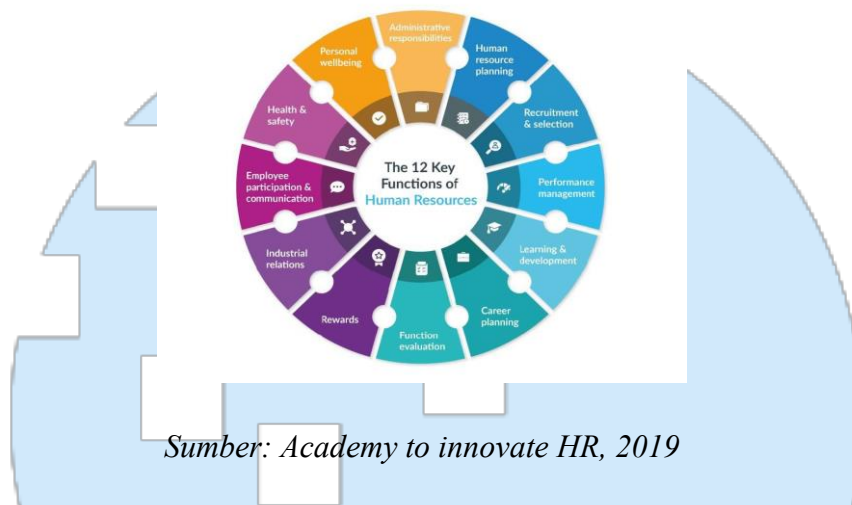 Administrative
responsibilities
Human
resource
planning
Recruitment
& selection
Performance
management
Learning &
development
Career
planning
Function
evaluation
Rewards
Industrial
relations
Employee
participation &
communication
Health &
safety
Personal
wellbeing
The 12 Key
Functions of
Human Resources
Sumber: Academy to innovate HR, 2019